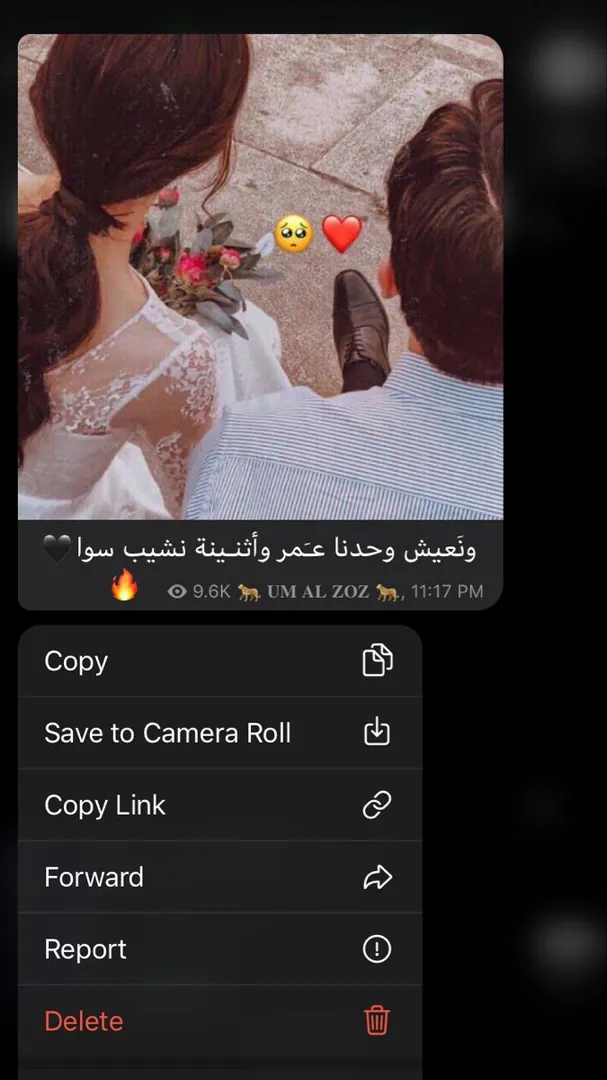 🥺❤️
ونَعيش وحدنا عـَمر وأثنـينة نشيب سوا🖤
🔥 9.6K 🐆 𝐔𝐌 𝐀𝐋 𝐙𝐎𝐙 🐆, 11:17 PM
Copy
Save to Camera Roll
Copy Link
Forward
Report
Delete